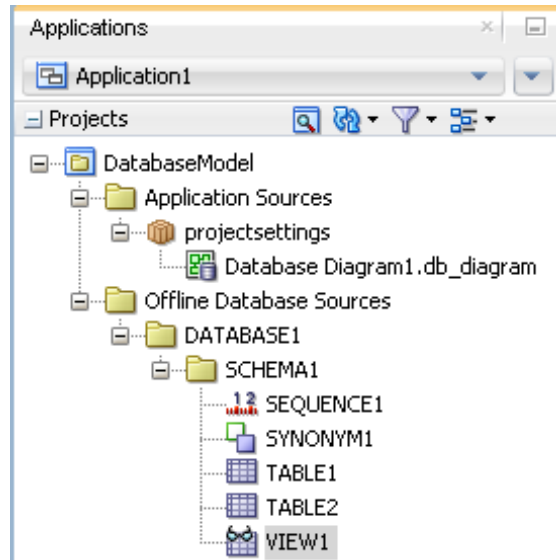 Applications
Application1
Projects
DatabaseModel
Application Sources
projectsettings
Database Diagram1.db_diagram
Offline Database Sources
DATABASE1
SCHEMA1
SEQUENCE1
SYNONYM1
TABLE1
TABLE2
VIEW1